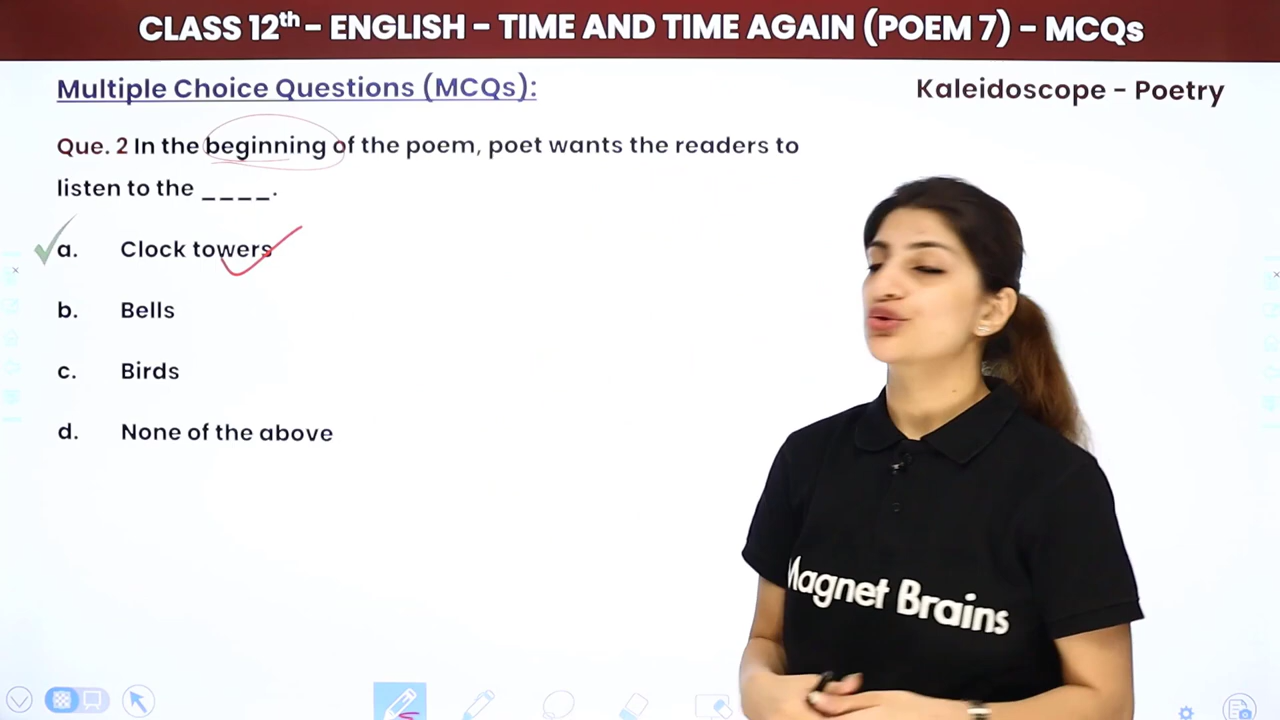 CLASS 12th – ENGLISH – TIME AND TIME AGAIN (POEM 7) – MCQs
Multiple Choice Questions (MCQs):
Kaleidoscope - Poetry
Que. 2 In the beginning of the poem, poet wants the readers to
listen to the ____.
a. Clock towers
b. Bells
c. Birds
d. None of the above
Magnet Brains